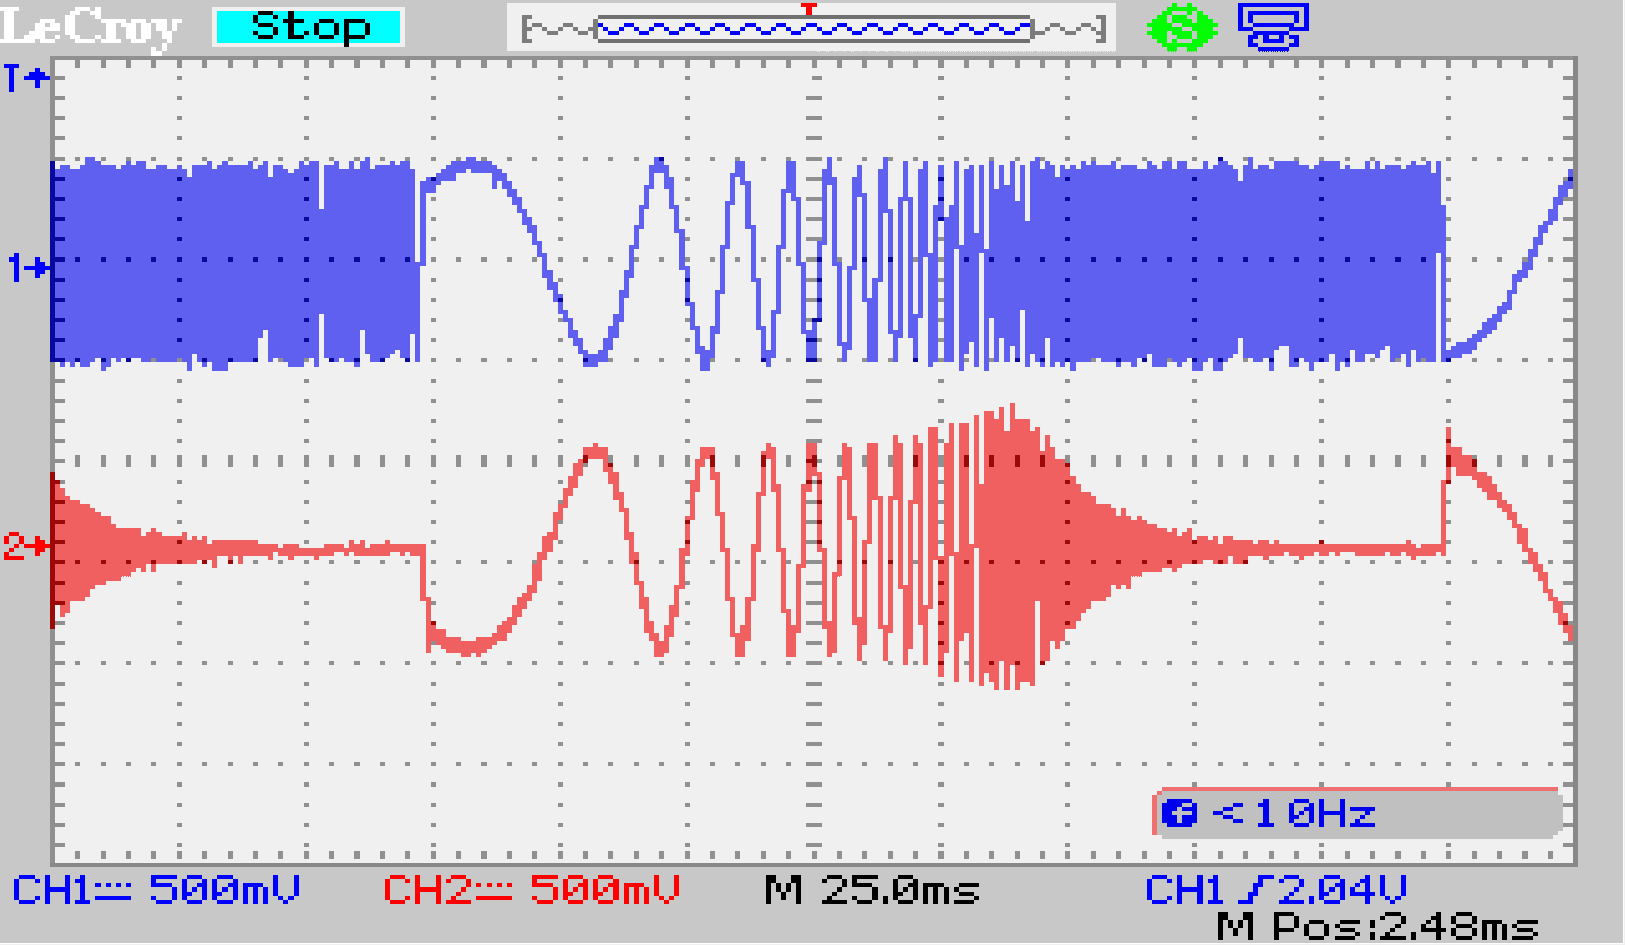 LeCroy Stop
T
1
2
<10Hz
CH1 500mV CH2 500mV M 25.0ms CH1 2.04V
M Pos:2.48ms